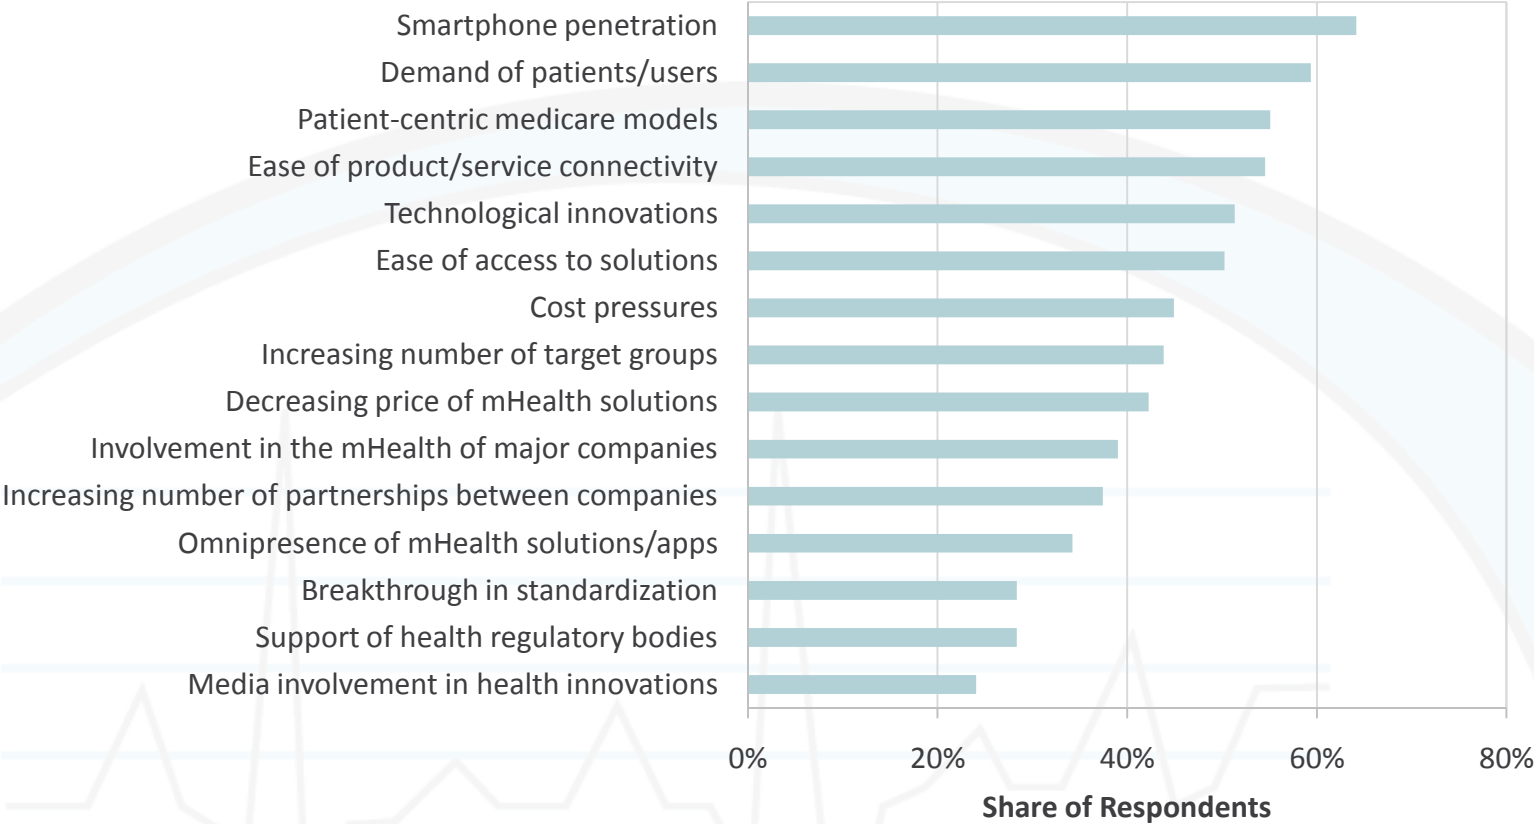 Smartphone penetration
Demand of patients/users
Patient-centric medicare models
Ease of product/service connectivity
Technological innovations
Ease of access to solutions
Cost pressures
Increasing number of target groups
Decreasing price of mHealth solutions
Involvement in the mHealth of major companies
Increasing number of partnerships between companies
Omnipresence of mHealth solutions/apps
Breakthrough in standardization
Support of health regulatory bodies
Media involvement in health innovations
0% 20% 40% 60% 80%
Share of Respondents